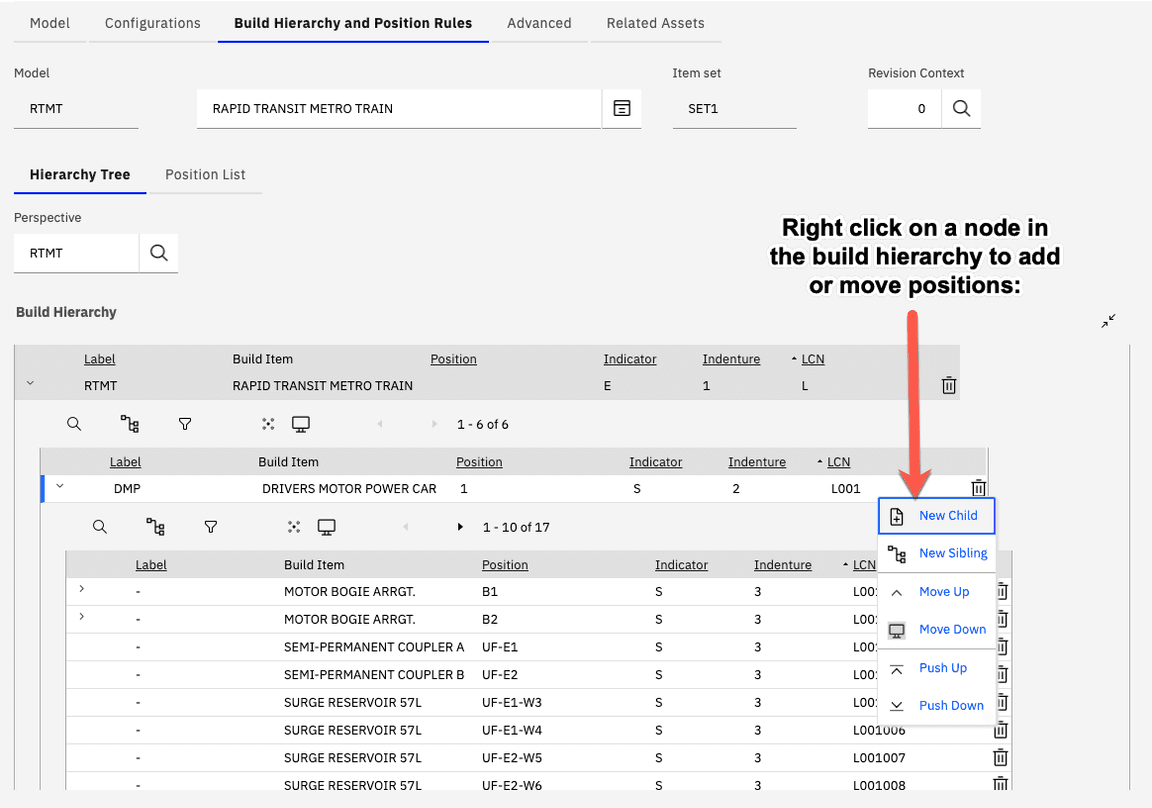 Model Configurations Build Hierarchy and Position Rules Advanced Related Assets
Model Item set Revision Context
RTMT RAPID TRANSIT METRO TRAIN SET1 0
Hierarchy Tree Position List
Perspective
RTMT
Right click on a node in
the build hierarchy to add
or move positions:
Build Hierarchy
Label Build Item Position Indicator Indenture LCN
RTMT RAPID TRANSIT METRO TRAIN E 1 L
1 - 6 of 6
Label Build Item Position Indicator Indenture LCN
DMP DRIVERS MOTOR POWER CAR 1 S 2 L001
New Child
1 - 10 of 17
New Sibling
Label Build Item Position Indicator Indenture LCN
- MOTOR BOGIE ARRGT. B1 S 3 L00
Move Up
- MOTOR BOGIE ARRGT. B2 S 3 L00
Move Down
- SEMI-PERMANENT COUPLER A UF-E1 S 3 L00
Push Up
- SEMI-PERMANENT COUPLER B UF-E2 S 3 L00
- SURGE RESERVOIR 57L UF-E1-W3 S 3 L00
Push Down
- SURGE RESERVOIR 57L UF-E1-W4 S 3 L001006
- SURGE RESERVOIR 57L UF-E2-W5 S 3 L001007
- SURGE RESERVOIR 57L UF-E2-W6 S 3 L001008